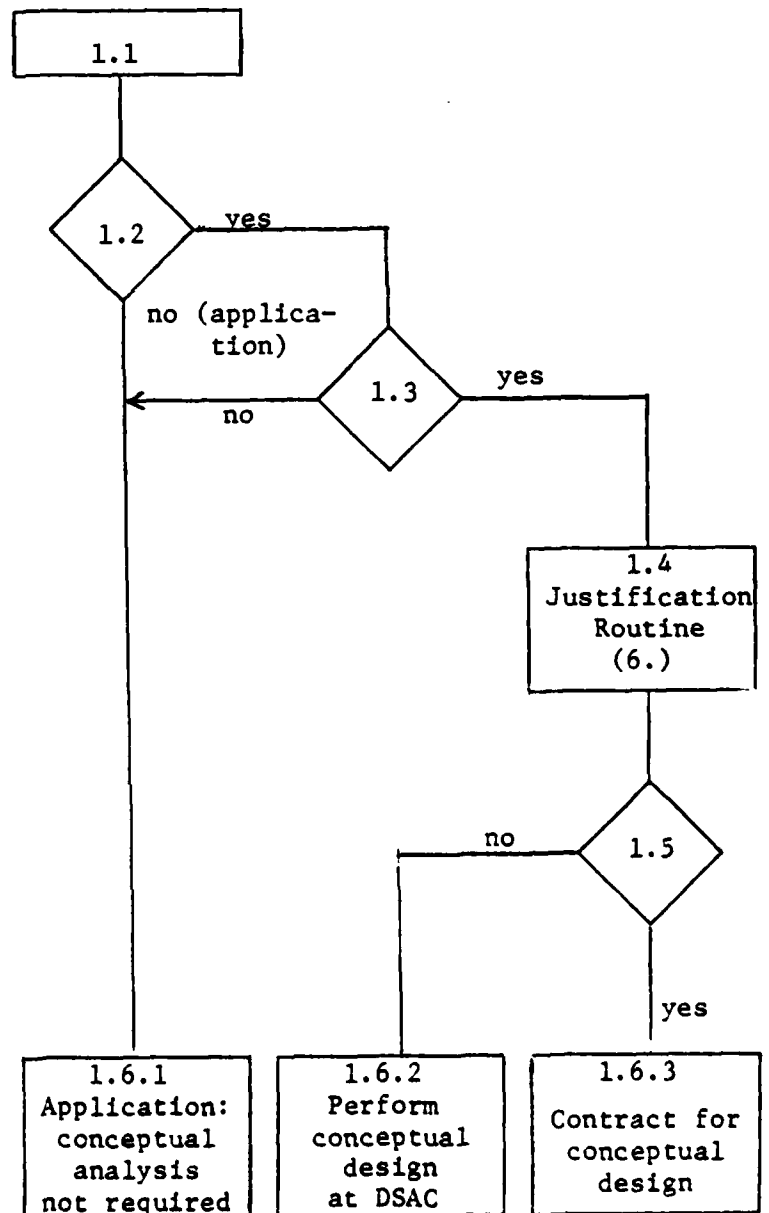 1.1
1.2
yes
no (applica-
tion)
1.3
yes
no
1.4
Justification
Routine
(6.)
1.5
no
yes
1.6.1
Application:
conceptual
analysis
not required
1.6.2
Perform
conceptual
design
at DSAC
1.6.3
Contract for
conceptual
design